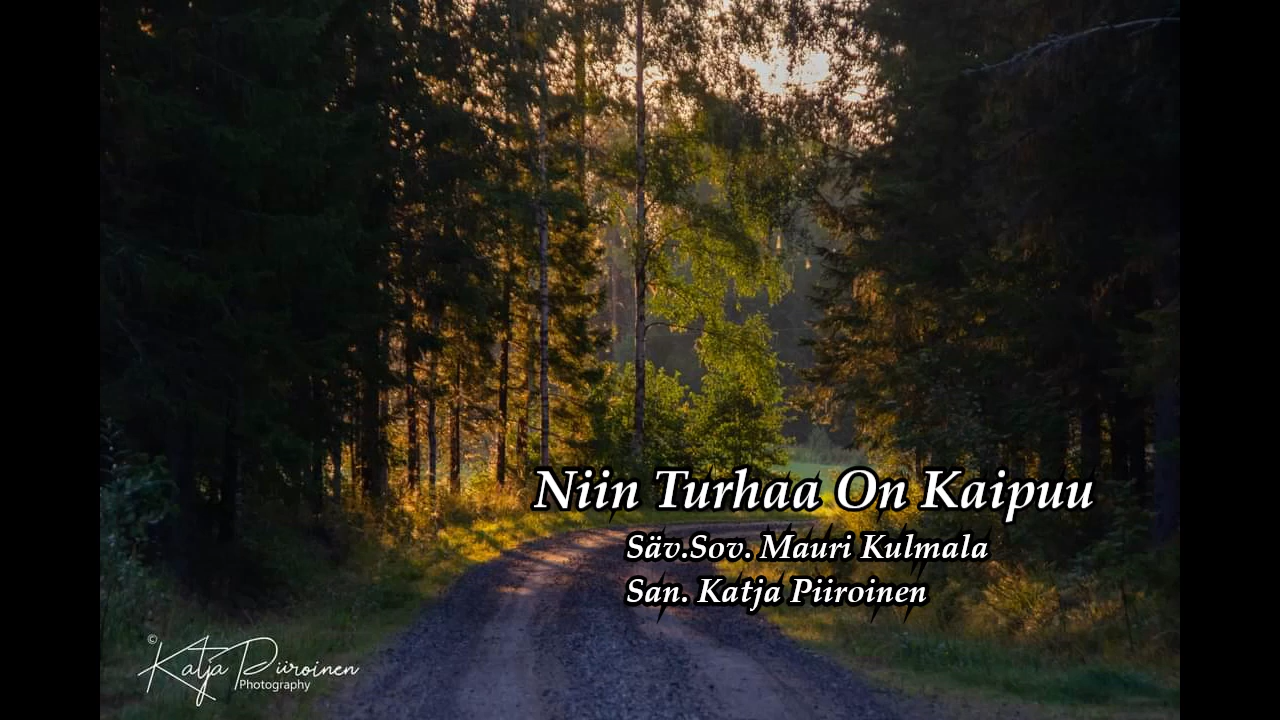 Niin Turhaa On Kaipuu
Säv.Sov. Mauri Kulmala
San. Katja Piiroinen
© Katja Piiroinen
Photography